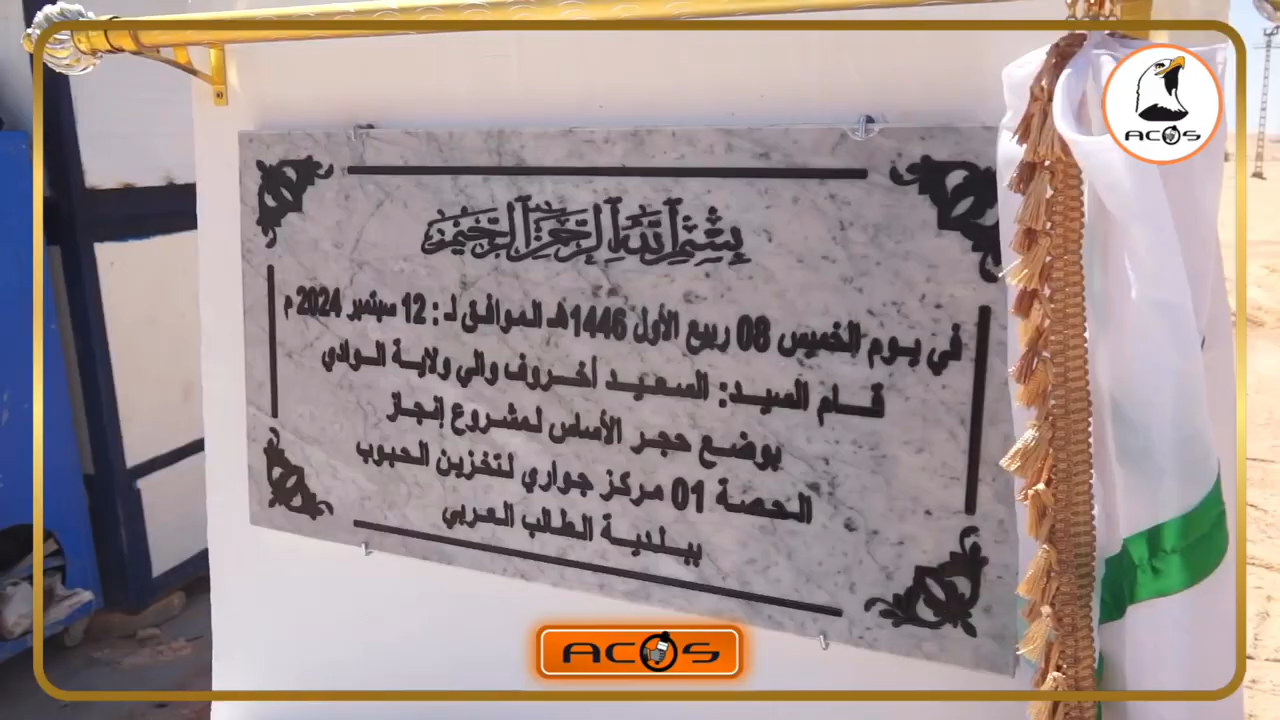 ACOS
بسم الله الرحمن الرحيم
في يوم الخميس 08 ربيع الأول 1446هـ الموافق لـ : 12 سبتمبر 2024 م
قام السيد: السعيد أخروف والي ولاية الوادي
بوضع حجر الأساس لمشروع إنجاز
الحصة 01 مركز جواري لتخزين الحبوب
ببلدية الطالب العربي
ACOS